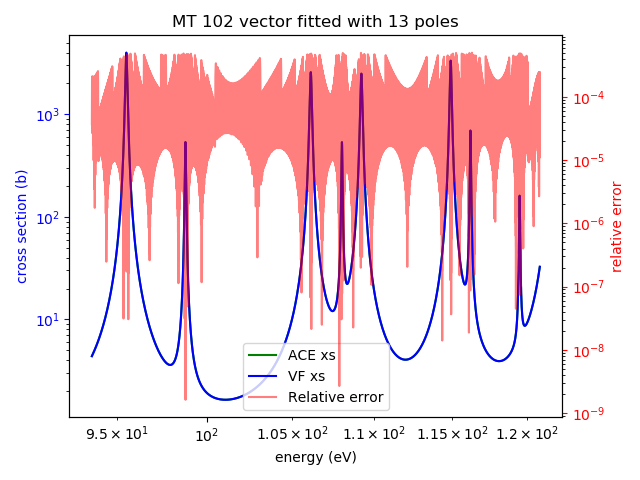 MT 102 vector fitted with 13 poles
10³
10²
10¹
cross section (b)
10⁻⁴
10⁻⁵
10⁻⁶
10⁻⁷
10⁻⁸
10⁻⁹
relative error
ACE xs
VF xs
Relative error
9.5 × 10¹ 10² 1.05 × 10² 1.1 × 10² 1.15 × 10² 1.2 × 10²
energy (eV)